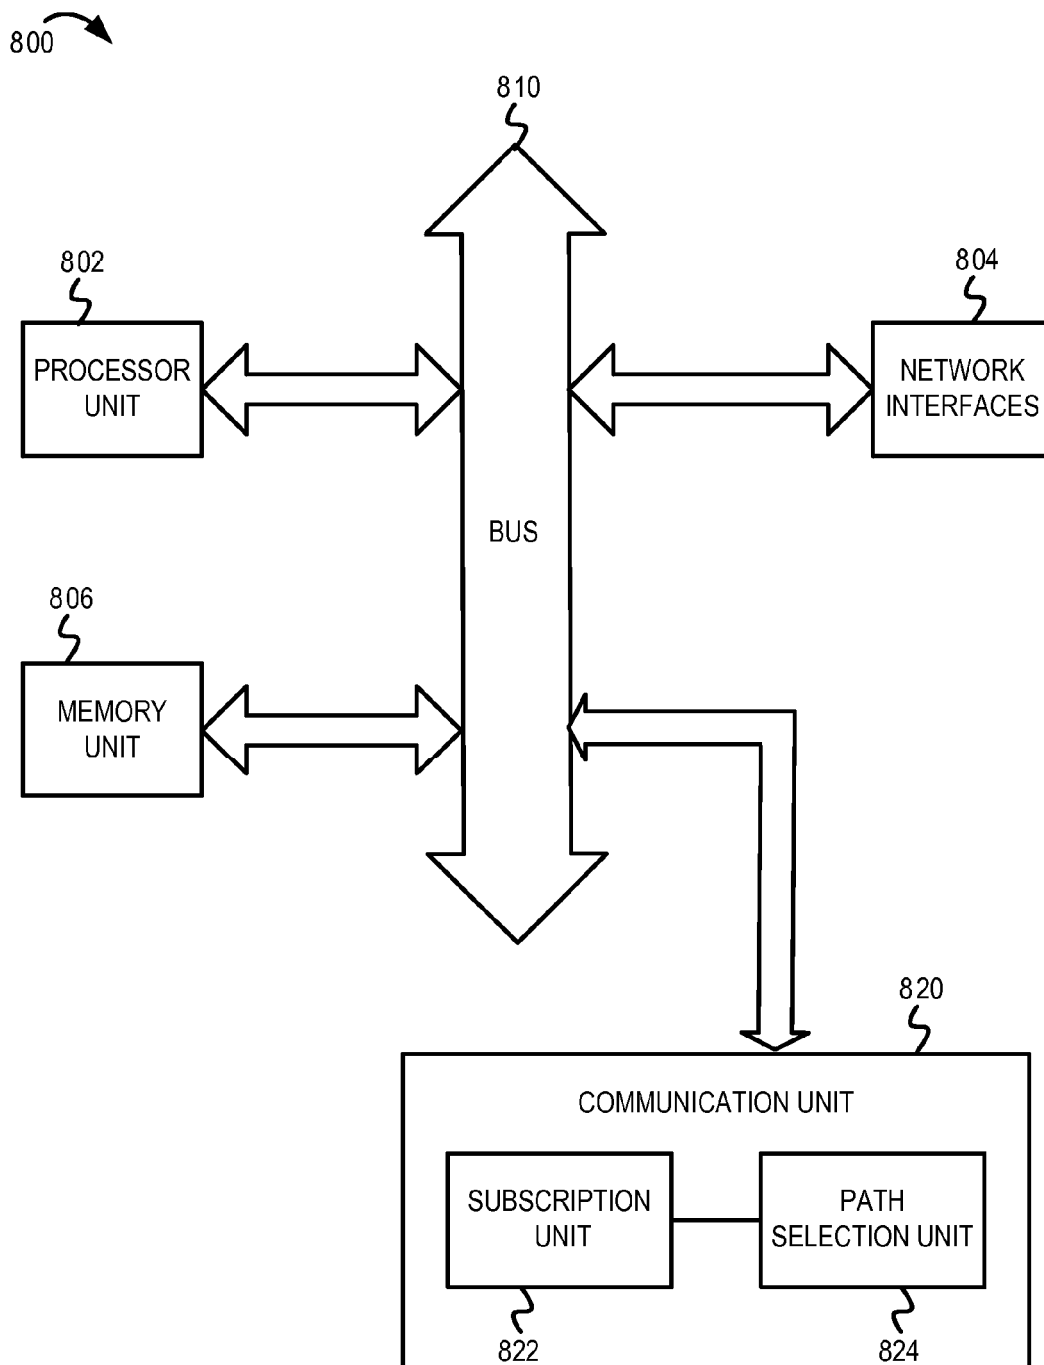 800
810
802
804
PROCESSOR
UNIT
NETWORK
INTERFACES
BUS
806
MEMORY
UNIT
820
COMMUNICATION UNIT
SUBSCRIPTION
UNIT
PATH
SELECTION UNIT
822
824